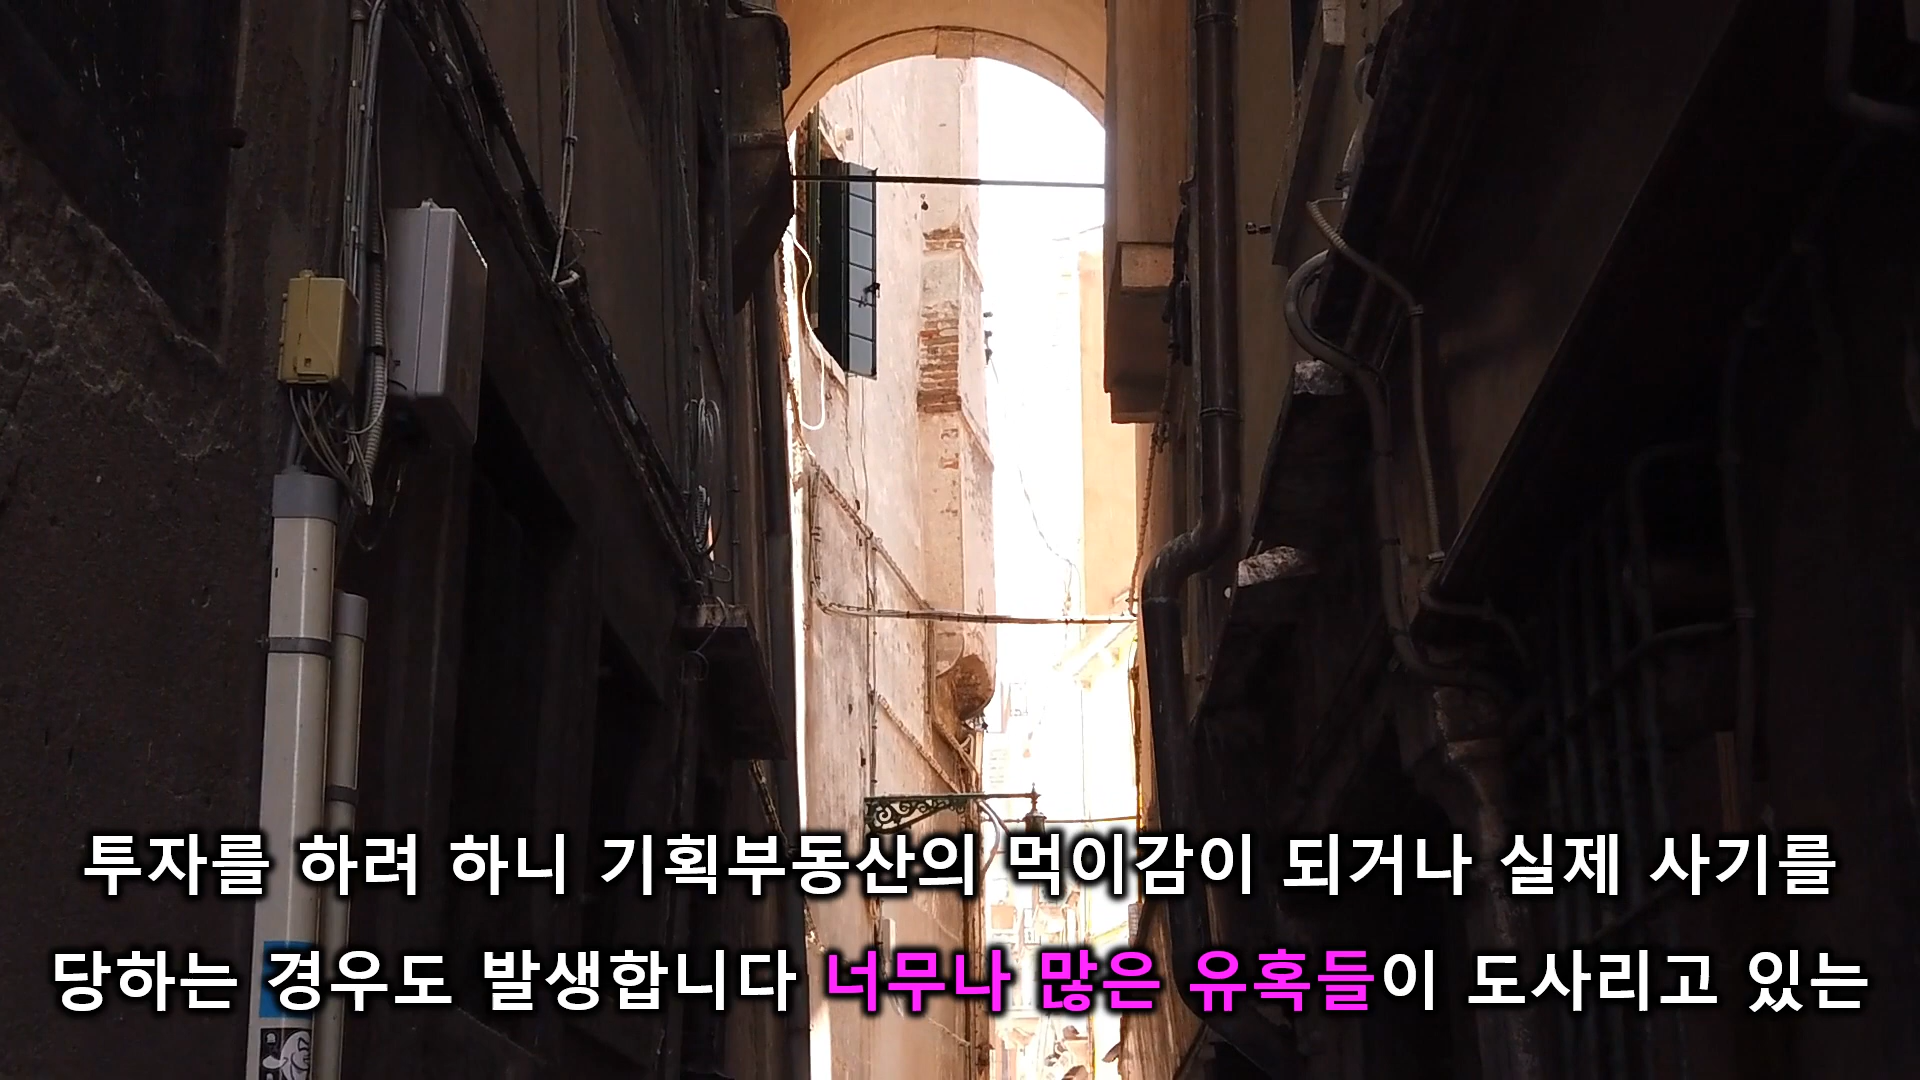 투자를 하려 하니 기획부동산의 먹이감이 되거나 실제 사기를
당하는 경우도 발생합니다 너무나 많은 유혹들이 도사리고 있는